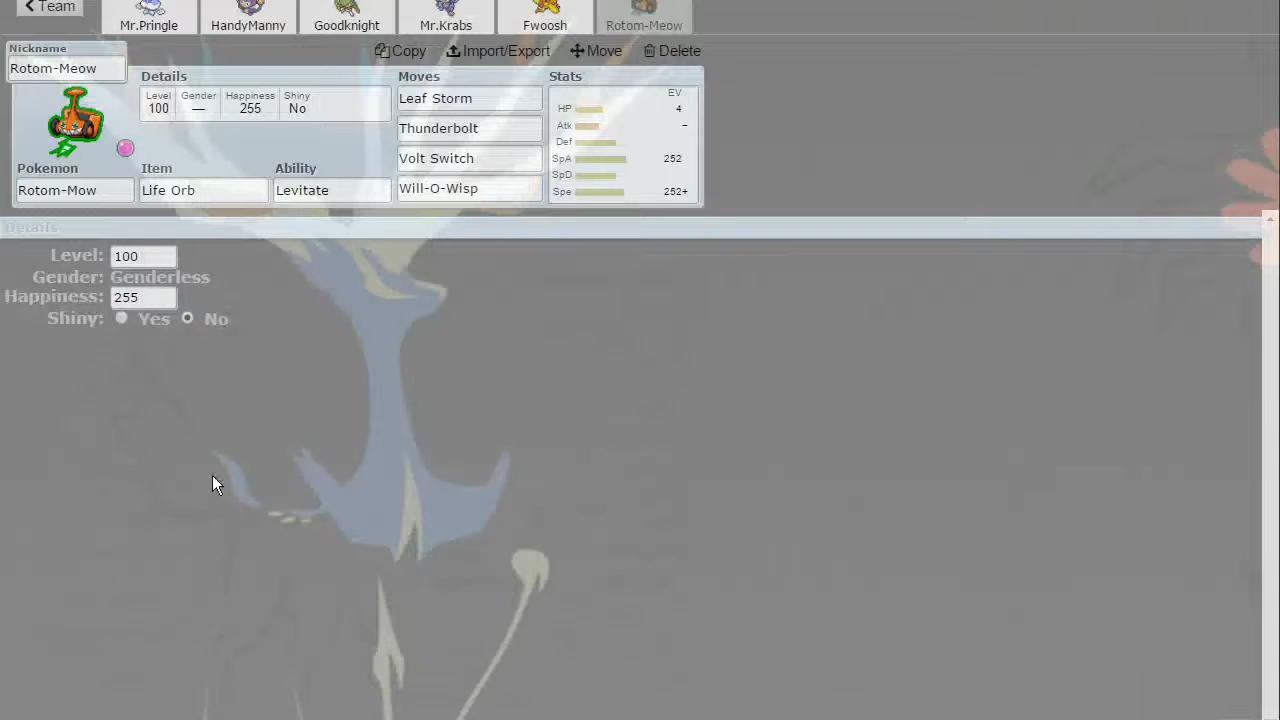 Team
Mr.Pringle
HandyManny
Goodknight
Mr.Krabs
Fwoosh
Rotom-Meow
Nickname
Rotom-Meow
Copy
Import/Export
Move
Delete
Details
Level Gender Happiness Shiny
100 — 255 No
Moves
Leaf Storm
Thunderbolt
Volt Switch
Will-O-Wisp
Stats
EV
HP 4
Atk –
Def
SpA 252
SpD
Spe 252+
Pokemon
Rotom-Mow
Item
Life Orb
Ability
Levitate
Details
Level: 100
Gender: Genderless
Happiness: 255
Shiny: Yes No